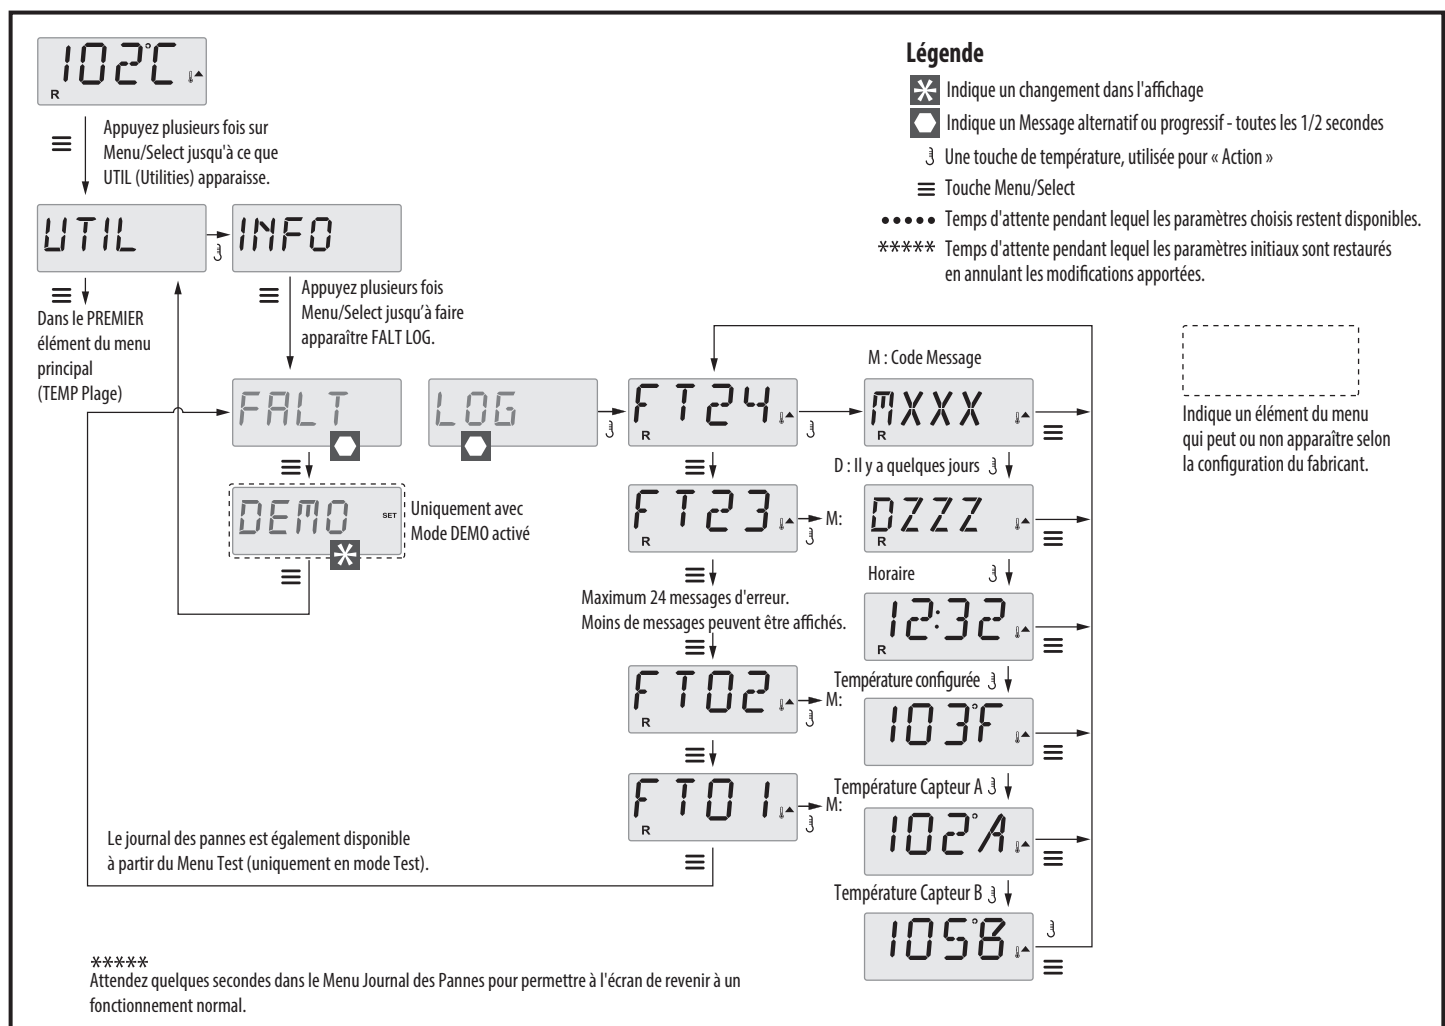 102°C
R
Appuyez plusieurs fois sur
Menu/Select jusqu'à ce que
UTIL (Utilities) apparaisse.
UTIL
INFO
Dans le PREMIER
élément du menu
principal
(TEMP Plage)
Appuyez plusieurs fois
Menu/Select jusqu'à faire
apparaître FALT LOG.
Légende
Indique un changement dans l'affichage
Indique un Message alternatif ou progressif - toutes les 1/2 secondes
Une touche de température, utilisée pour « Action »
Touche Menu/Select
••••• Temps d'attente pendant lequel les paramètres choisis restent disponibles.
***** Temps d'attente pendant lequel les paramètres initiaux sont restaurés
en annulant les modifications apportées.
Indique un élément du menu
qui peut ou non apparaître selon
la configuration du fabricant.
FALT
LOG
DEMO
SET
Uniquement avec
Mode DEMO activé
FT24
R
FT23
R
M:
Maximum 24 messages d'erreur.
Moins de messages peuvent être affichés.
FT02
R
M:
FT01
R
M:
M : Code Message
MXXX
R
D : Il y a quelques jours
DZZZ
R
Horaire
12:32
R
Température configurée
103°F
Température Capteur A
102°A
Température Capteur B
105°B
Le journal des pannes est également disponible
à partir du Menu Test (uniquement en mode Test).
*****
Attendez quelques secondes dans le Menu Journal des Pannes pour permettre à l'écran de revenir à un
fonctionnement normal.